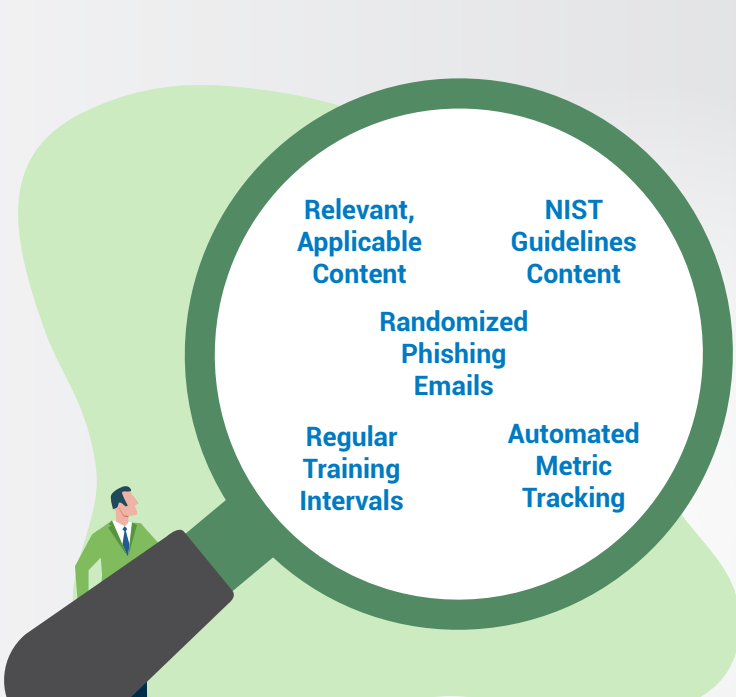 Relevant,
Applicable
Content
NIST
Guidelines
Content
Randomized
Phishing
Emails
Regular
Training
Intervals
Automated
Metric
Tracking